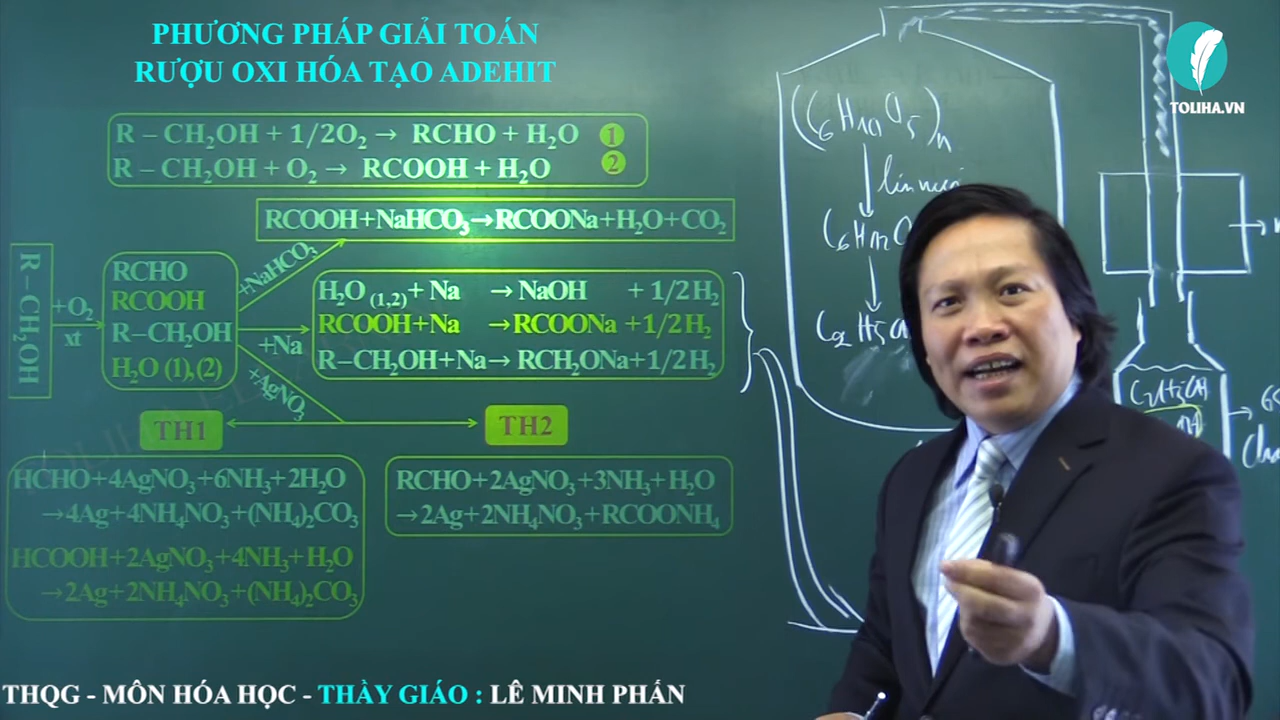 PHƯƠNG PHÁP GIẢI TOÁN
RƯỢU OXI HÓA TẠO ADEHIT
TOLIHA.VN
R – CH₂OH + 1/2O₂ → RCHO + H₂O 1
R – CH₂OH + O₂ → RCOOH + H₂O 2
RCOOH+NaHCO₃→RCOONa+H₂O+CO₂
R – CH₂OH
+O₂
xt
RCHO
RCOOH
R–CH₂OH
H₂O (1),(2)
+NaHCO₃
+Na
+AgNO₃
H₂O (1,2)+ Na → NaOH + 1/2H₂
RCOOH+Na →RCOONa +1/2H₂
R–CH₂OH+Na→RCH₂ONa+1/2H₂
TH1
TH2
HCHO+4AgNO₃+6NH₃+2H₂O
→4Ag+4NH₄NO₃+(NH₄)₂CO₃
HCOOH+2AgNO₃+4NH₃+H₂O
→2Ag+2NH₄NO₃+(NH₄)₂CO₃
RCHO+2AgNO₃+3NH₃+H₂O
→2Ag+2NH₄NO₃+RCOONH₄
(C₆H₁₀O₅)n
C₆H₁₂O
C₂H₅O
C₂H₅OH
THQG - MÔN HÓA HỌC - THẦY GIÁO : LÊ MINH PHẤN